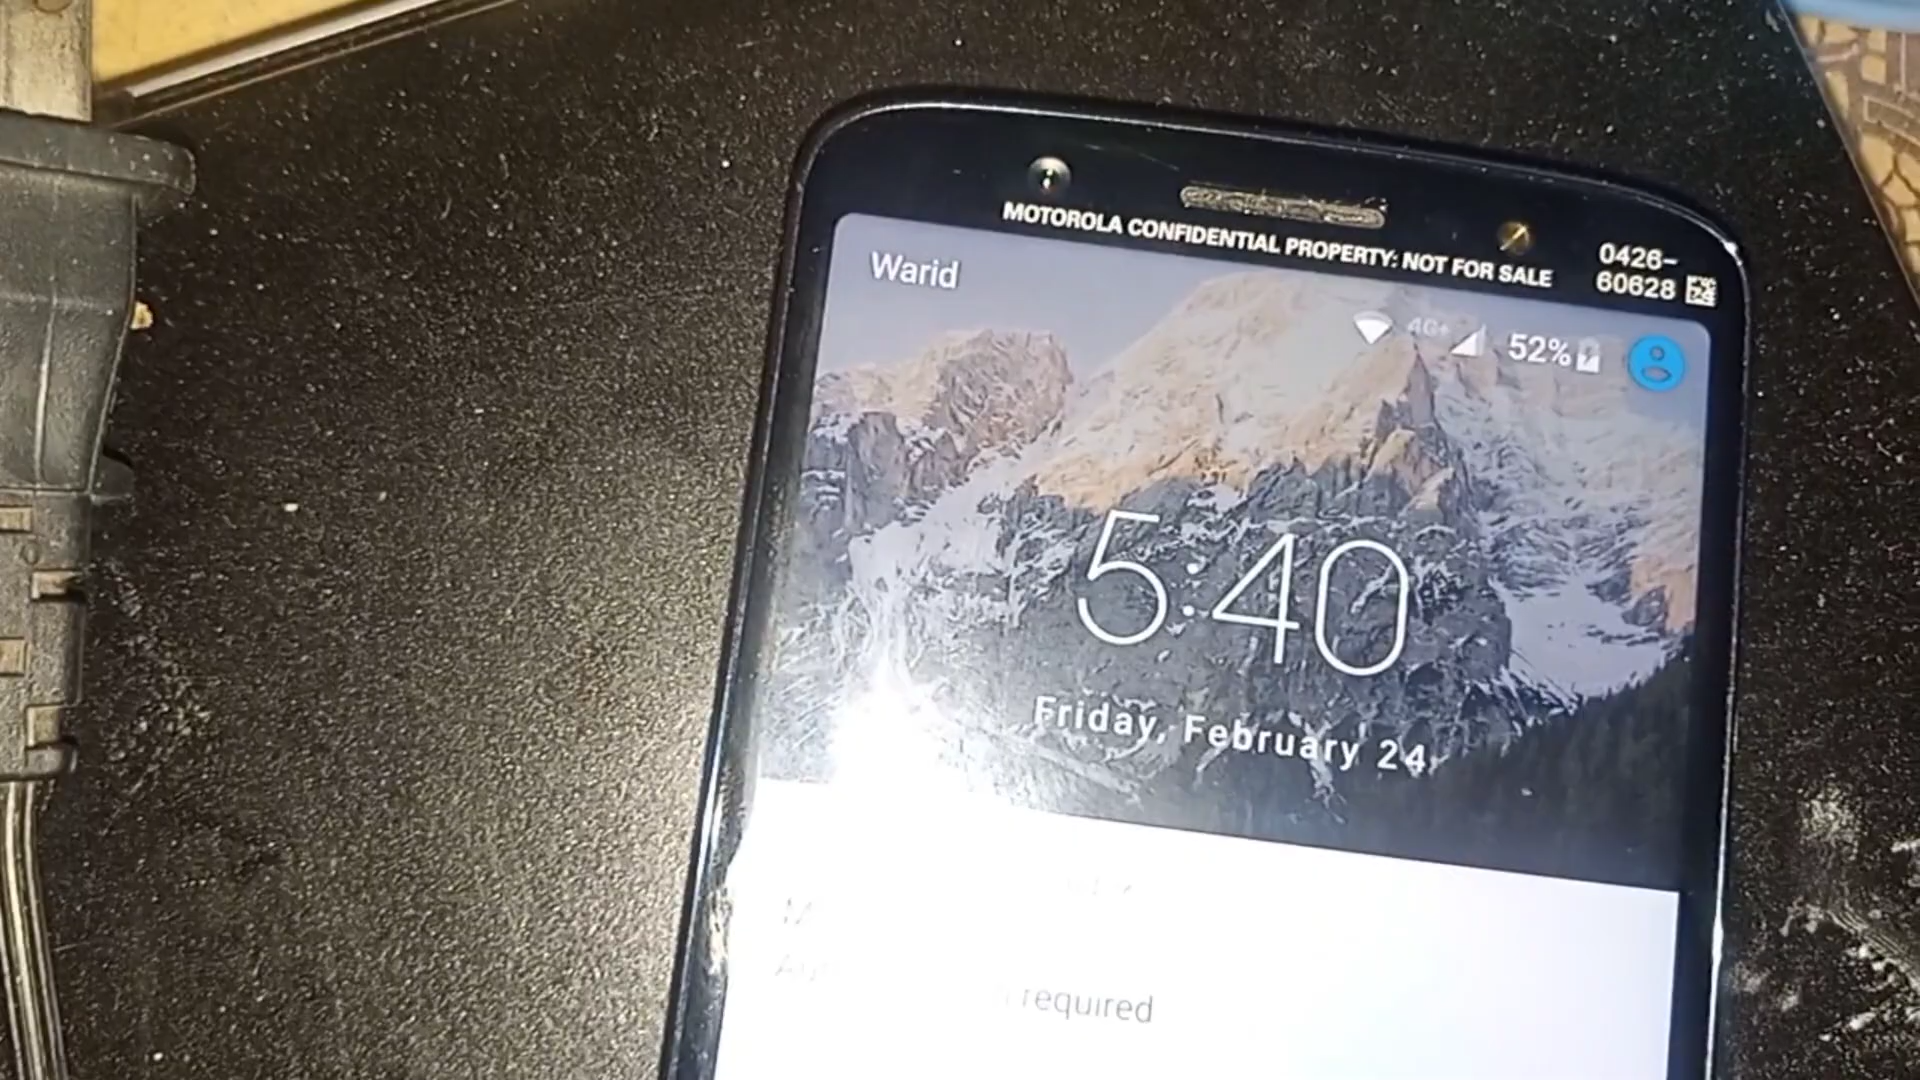 MOTOROLA CONFIDENTIAL PROPERTY: NOT FOR SALE
0426-
60628
Warid
4G+ 52%
5:40
Friday, February 24
required